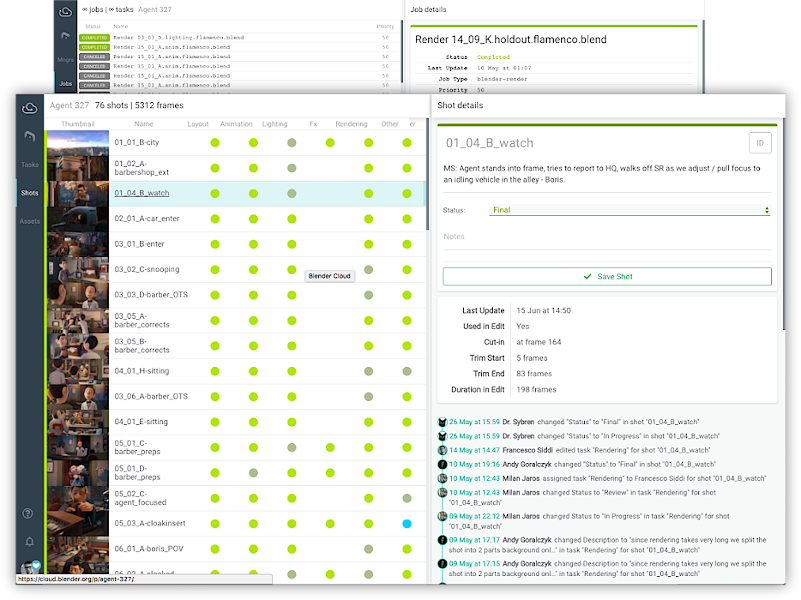 ∞ jobs | ∞ tasks Agent 327
Status Name Priority
COMPLETED Render 03_03_D.lighting.flamenco.blend 50
COMPLETED Render 15_01_A.anim.flamenco.blend 50
CANCELED Render 15_01_A.anim.flamenco.blend 50
CANCELED Render 15_01_A.anim.flamenco.blend 50
CANCELED Render 15_01_A.anim.flamenco.blend 50
CANCELED Render 15_01_A.anim.flamenco.blend 50
Jobs
Job details
Render 14_09_K.holdout.flamenco.blend
Status Completed
Last Update 10 May at 01:07
Job Type blender-render
Priority 50
Agent 327 76 shots | 5312 frames
Thumbnail Name Layout Animation Lighting Fx Rendering Other er
Tasks
Shots
Assets
01_01_B-city
01_02_A-
barbershop_ext
01_04_B_watch
02_01_A-car_enter
03_01_B-enter
03_02_C-snooping
Blender Cloud
03_03_D-barber_OTS
03_05_A-
barber_corrects
03_05_B-
barber_corrects
04_01_H-sitting
03_06_A-barber_OTS
04_01_E-sitting
05_01_C-
barber_preps
05_01_D-
barber_preps
05_02_C-
agent_focused
05_03_A-cloakinsert
06_01_A-boris_POV
06_02_A-cloaked
https://cloud.blender.org/p/agent-327/
Shot details
01_04_B_watch
ID
MS: Agent stands into frame, tries to report to HQ, walks off SR as we adjust / pull focus to
an idling vehicle in the alley - Boris.
Status: Final
Notes
Save Shot
Last Update 15 Jun at 14:50
Used in Edit Yes
Cut-in at frame 164
Trim Start 5 frames
Trim End 83 frames
Duration in Edit 198 frames
26 May at 15:59 Dr. Sybren changed "Status" to "Final" in shot "01_04_B_watch"
26 May at 15:59 Dr. Sybren changed "Status" to "In Progress" in shot "01_04_B_watch"
14 May at 14:47 Francesco Siddi edited task "Rendering" for shot "01_04_B_watch"
10 May at 19:16 Andy Goralczyk changed "Status" to "Final" in shot "01_04_B_watch"
10 May at 12:43 Milan Jaros assigned task "Rendering" to Francesco Siddi for shot "01_04_B_watch"
10 May at 12:43 Milan Jaros changed Status to "Review" in task "Rendering" for shot
"01_04_B_watch"
09 May at 22:12 Milan Jaros changed Status to "In Progress" in task "Rendering" for shot
"01_04_B_watch"
09 May at 17:17 Andy Goralczyk changed Description to "since rendering takes very long we split the
shot into 2 parts background onl..." in task "Rendering" for shot "01_04_B_watch"
09 May at 17:15 Andy Goralczyk changed Description to "since rendering takes very long we split the
shot into 2 parts background onl..." in task "Rendering" for shot "01_04_B_watch"